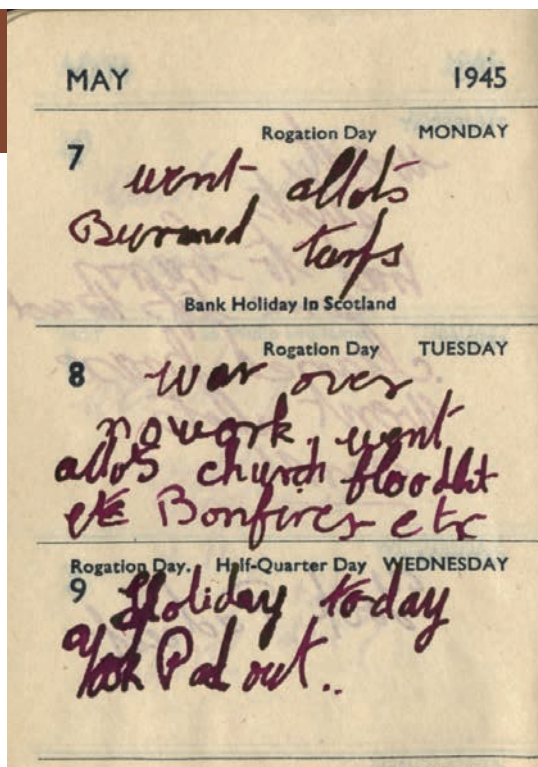 MAY 1945
Rogation Day MONDAY
7
went allots
Burned turfs
Bank Holiday In Scotland
Rogation Day TUESDAY
8 war over
no work, went
allots church floodlit
etc Bonfires etc
Rogation Day. Half-Quarter Day WEDNESDAY
9 Holiday today
Took Pad out..